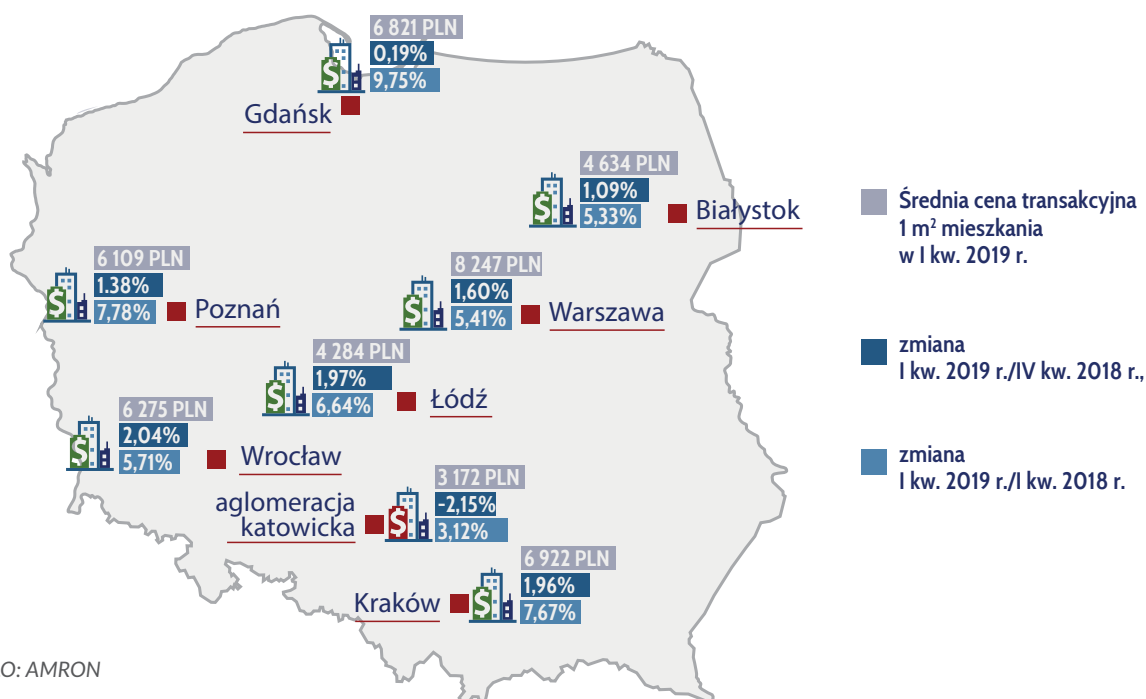 6 821 PLN
0,19%
9,75%
Gdańsk
4 634 PLN
1,09%
5,33%
Białystok
6 109 PLN
1.38%
7,78%
Poznań
8 247 PLN
1,60%
5,41%
Warszawa
4 284 PLN
1,97%
6,64%
Łódź
6 275 PLN
2,04%
5,71%
Wrocław
aglomeracja
katowicka
3 172 PLN
-2,15%
3,12%
6 922 PLN
1,96%
7,67%
Kraków
Średnia cena transakcyjna
1 m² mieszkania
w I kw. 2019 r.
zmiana
I kw. 2019 r./IV kw. 2018 r.,
zmiana
I kw. 2019 r./I kw. 2018 r.
O: AMRON